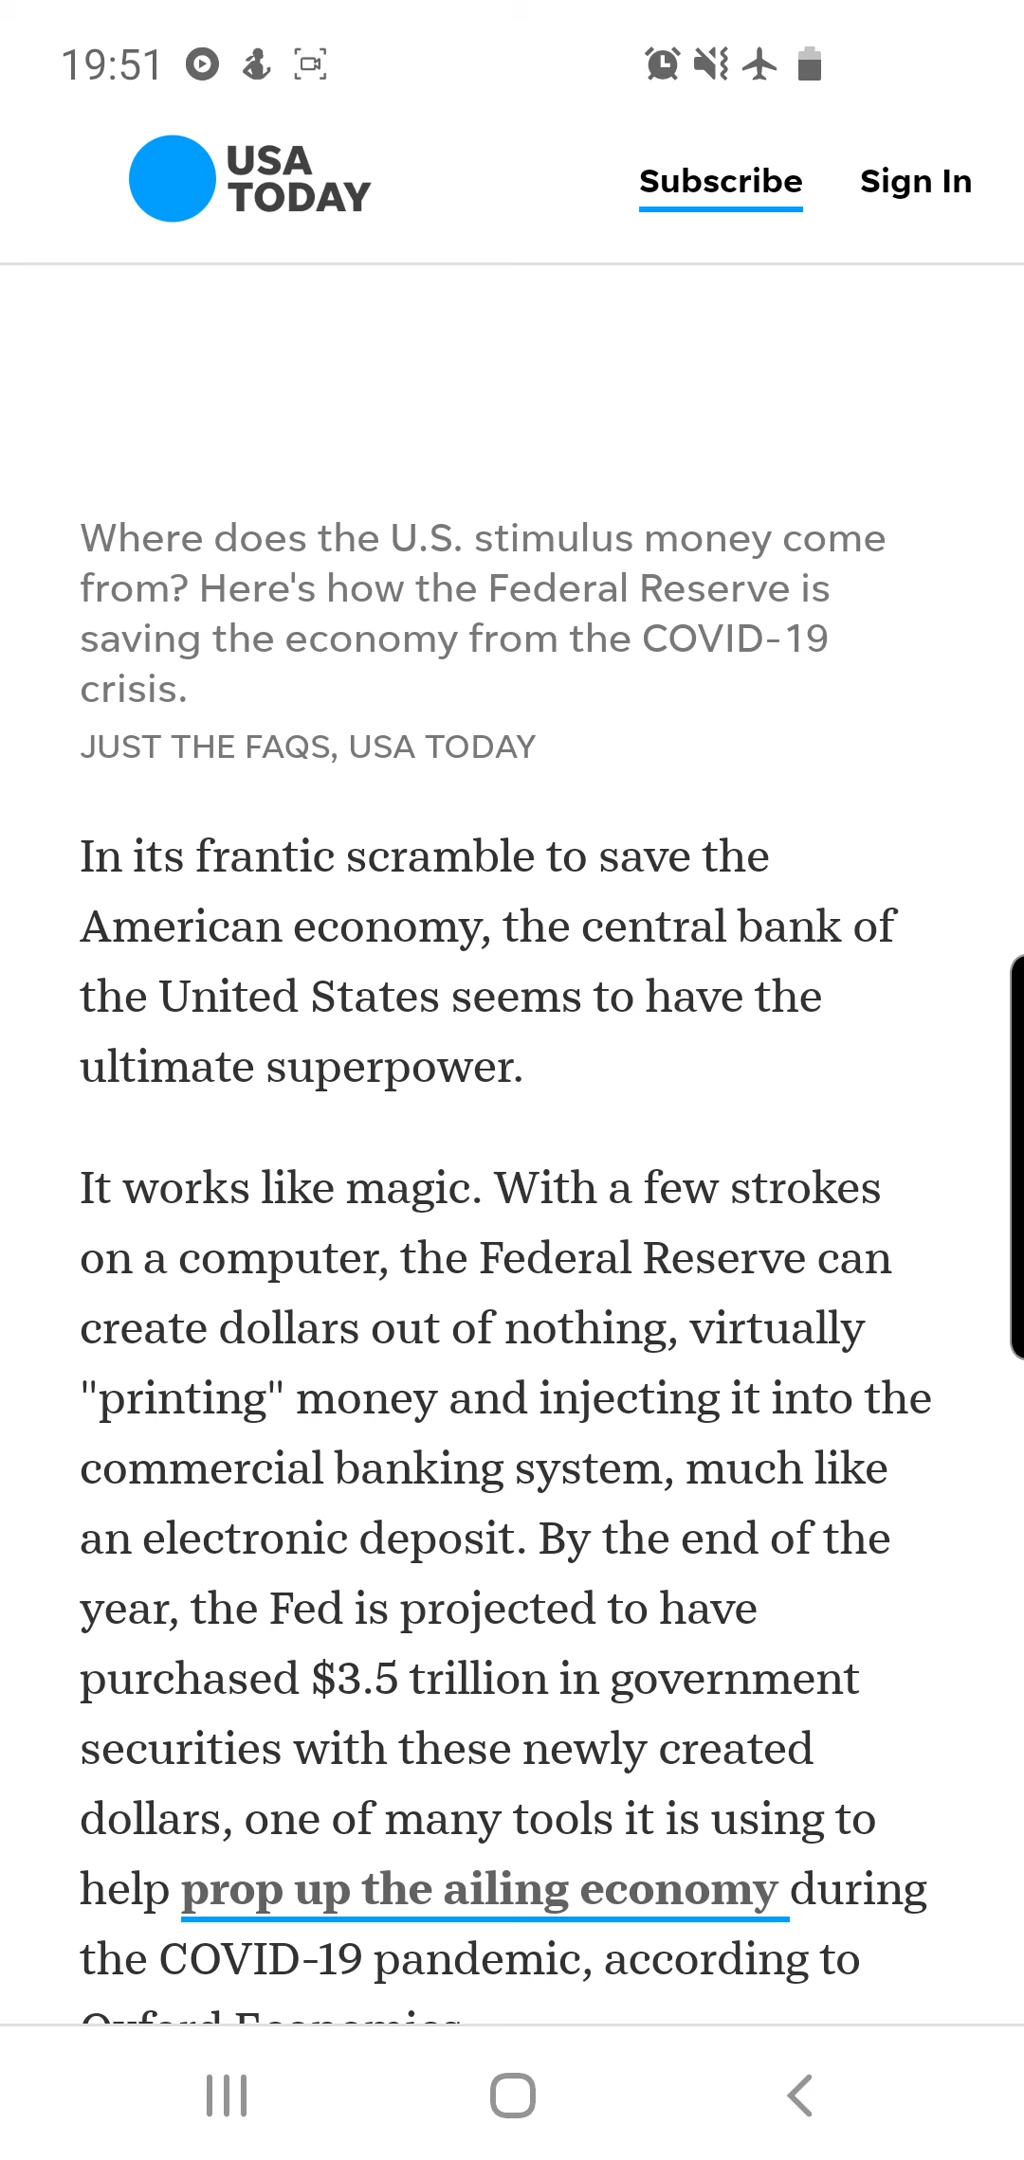 19:51
USA
TODAY
Subscribe
Sign In
Where does the U.S. stimulus money come
from? Here's how the Federal Reserve is
saving the economy from the COVID-19
crisis.
JUST THE FAQS, USA TODAY
In its frantic scramble to save the
American economy, the central bank of
the United States seems to have the
ultimate superpower.
It works like magic. With a few strokes
on a computer, the Federal Reserve can
create dollars out of nothing, virtually
"printing" money and injecting it into the
commercial banking system, much like
an electronic deposit. By the end of the
year, the Fed is projected to have
purchased $3.5 trillion in government
securities with these newly created
dollars, one of many tools it is using to
help prop up the ailing economy during
the COVID-19 pandemic, according to
Oxford Economics